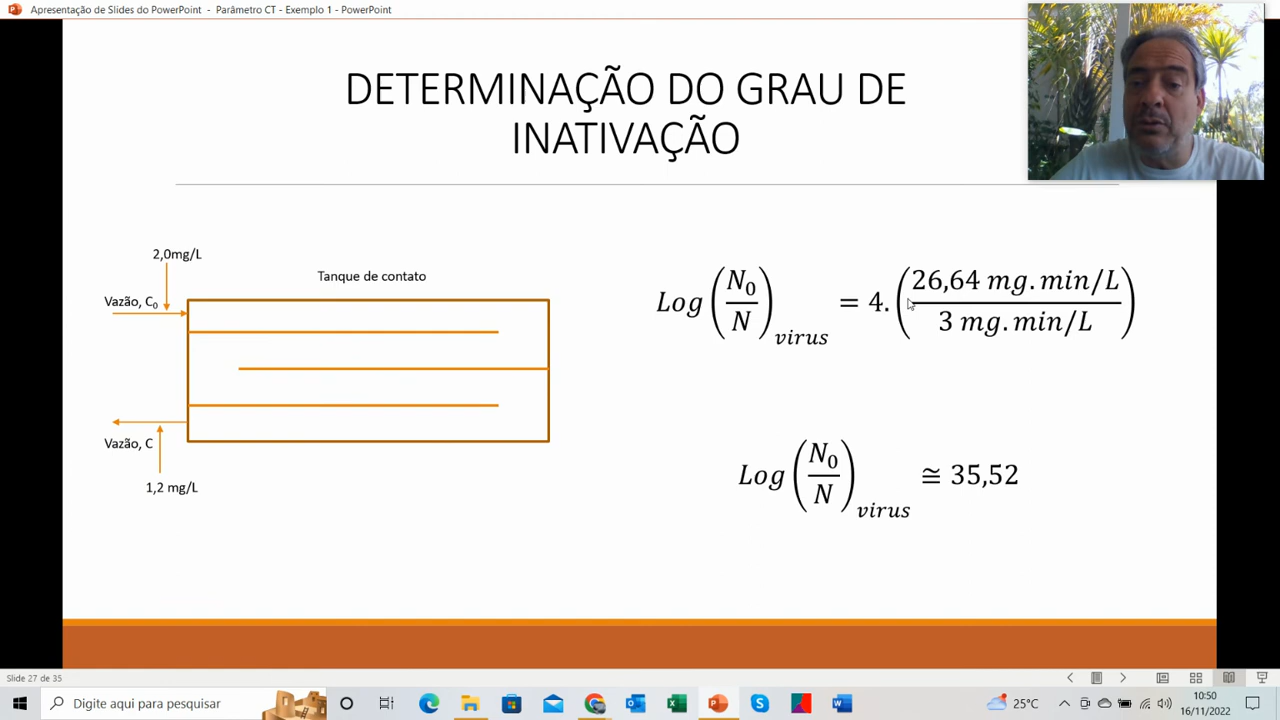 Apresentação de Slides do PowerPoint - Parâmetro CT - Exemplo 1 - PowerPoint
DETERMINAÇÃO DO GRAU DE
INATIVAÇÃO
2,0mg/L
Tanque de contato
Vazão, C₀
Vazão, C
1,2 mg/L
Log (N₀/N)virus = 4. (26,64 mg.min/L / 3 mg.min/L)
Log (N₀/N)virus ≅ 35,52
Slide 27 de 35
Digite aqui para pesquisar
25°C
10:50
16/11/2022